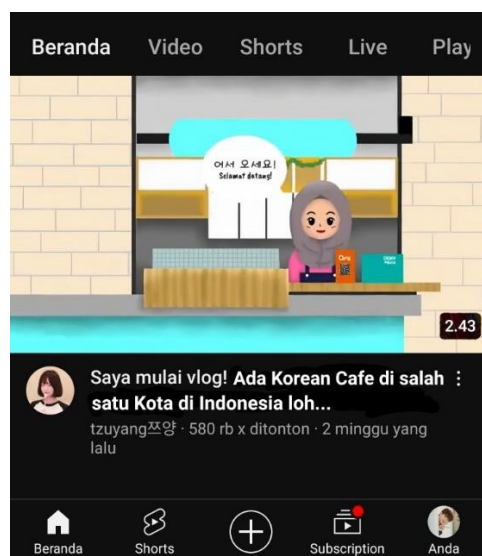 Beranda Video Shorts Live Play
어서 오세요!
Selamat datang!
2.43
Saya mulai vlog! Ada Korean Cafe di salah
satu Kota di Indonesia loh...
tzuyang쯔양 · 580 rb x ditonton · 2 minggu yang
lalu
Beranda Shorts Subscription Anda